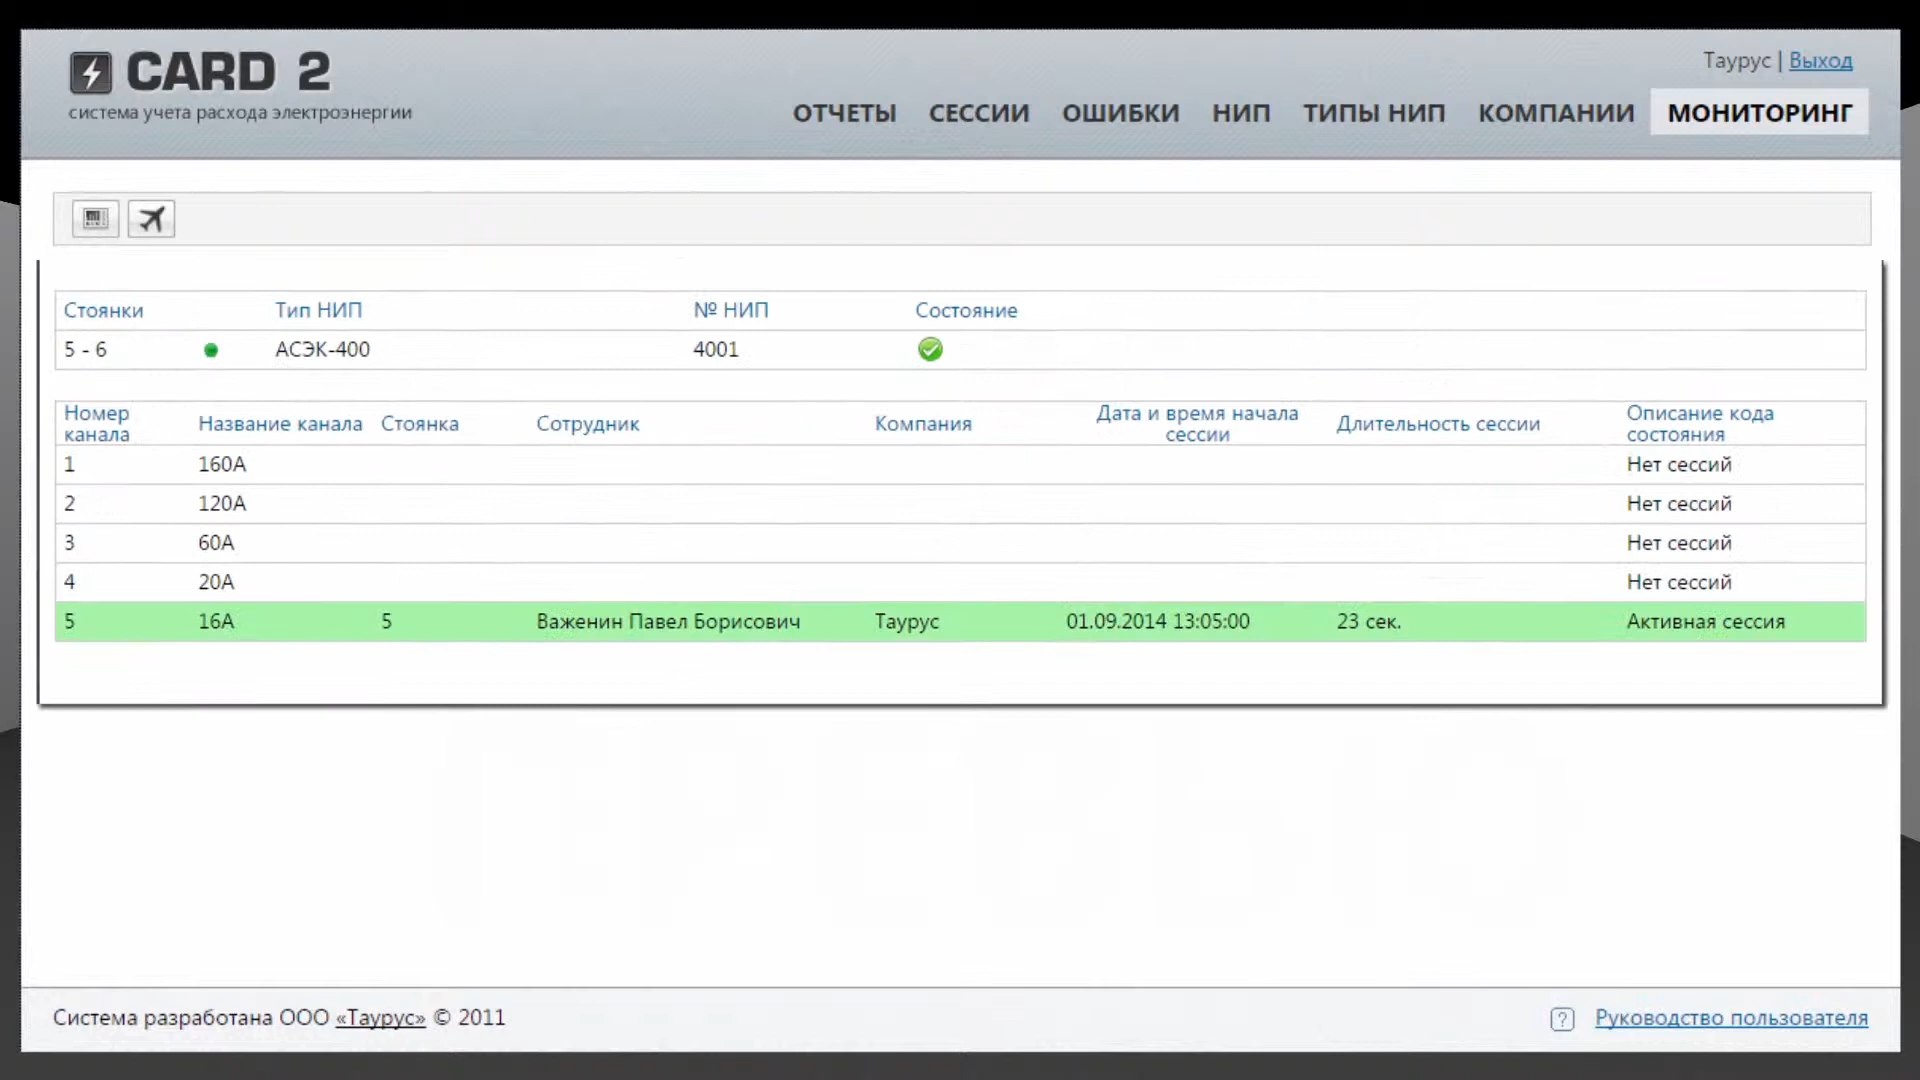 CARD 2
система учета расхода электроэнергии
Таурус | Выход
ОТЧЕТЫ СЕССИИ ОШИБКИ НИП ТИПЫ НИП КОМПАНИИ МОНИТОРИНГ
Стоянки Тип НИП № НИП Состояние
5 - 6 АСЭК-400 4001
Номер канала Название канала Стоянка Сотрудник Компания Дата и время начала сессии Длительность сессии Описание кода состояния
1 160А Нет сессий
2 120А Нет сессий
3 60А Нет сессий
4 20А Нет сессий
5 16А 5 Важенин Павел Борисович Таурус 01.09.2014 13:05:00 23 сек. Активная сессия
Система разработана ООО «Таурус» © 2011
? Руководство пользователя